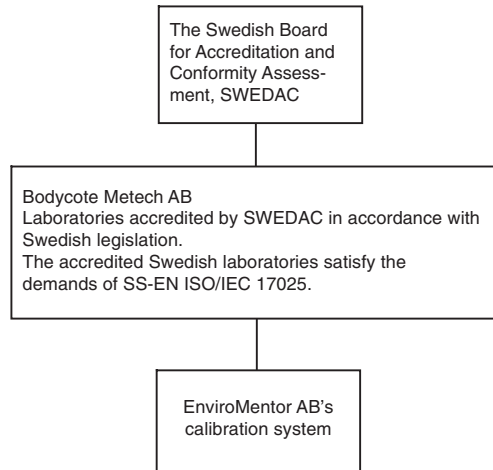 The Swedish Board
for Accreditation and
Conformity Assess-
ment, SWEDAC
Bodycote Metech AB
Laboratories accredited by SWEDAC in accordance with
Swedish legislation.
The accredited Swedish laboratories satisfy the
demands of SS-EN ISO/IEC 17025.
EnviroMentor AB's
calibration system